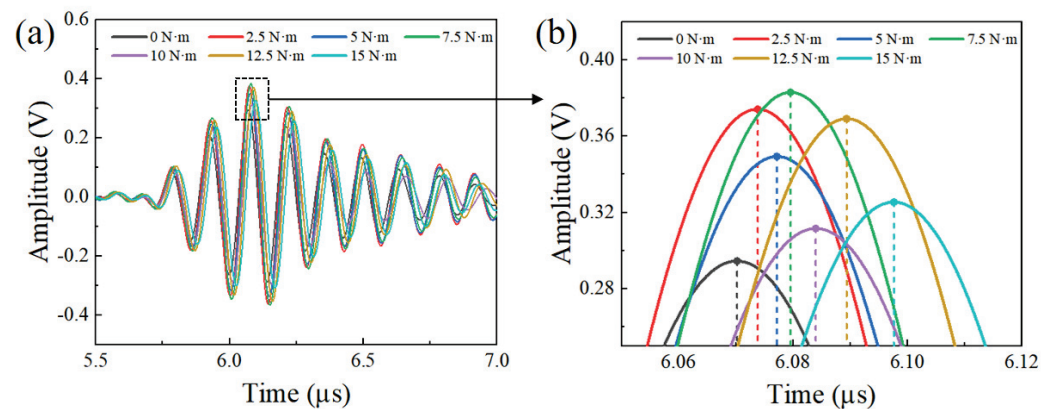 (a)
0.6
0.4
0.2
0.0
-0.2
-0.4
Amplitude (V)
0 N·m 2.5 N·m 5 N·m 7.5 N·m
10 N·m 12.5 N·m 15 N·m
5.5 6.0 6.5 7.0
Time (µs)
(b)
0.40
0.36
0.32
0.28
Amplitude (V)
0 N·m 2.5 N·m 5 N·m 7.5 N·m
10 N·m 12.5 N·m 15 N·m
6.06 6.08 6.10 6.12
Time (µs)